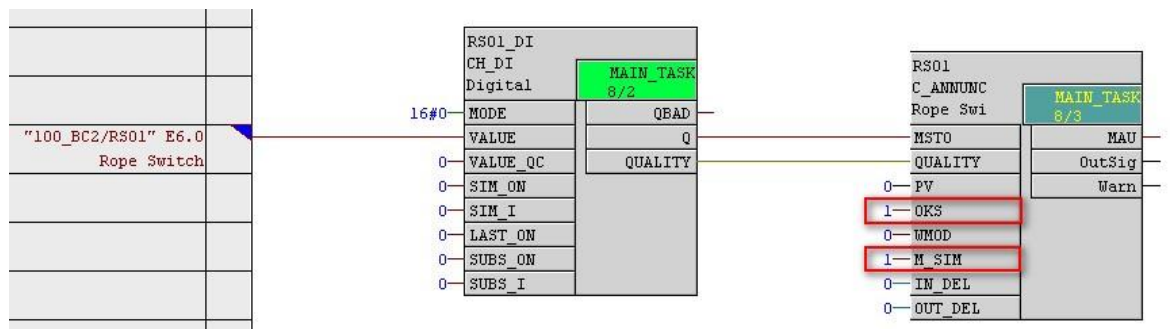 "100_BC2/RS01" E6.0
Rope Switch
RS01_DI
CH_DI
Digital
MAIN_TASK
8/2
16#0 MODE QBAD
VALUE Q
0 VALUE_QC QUALITY
0 SIM_ON
0 SIM_I
0 LAST_ON
0 SUBS_ON
0 SUBS_I
RS01
C_ANNUNC
Rope Swi
MAIN_TASK
8/3
MSTO MAU
QUALITY OutSig
0 PV Warn
1 OKS
0 WMOD
1 M_SIM
0 IN_DEL
0 OUT_DEL